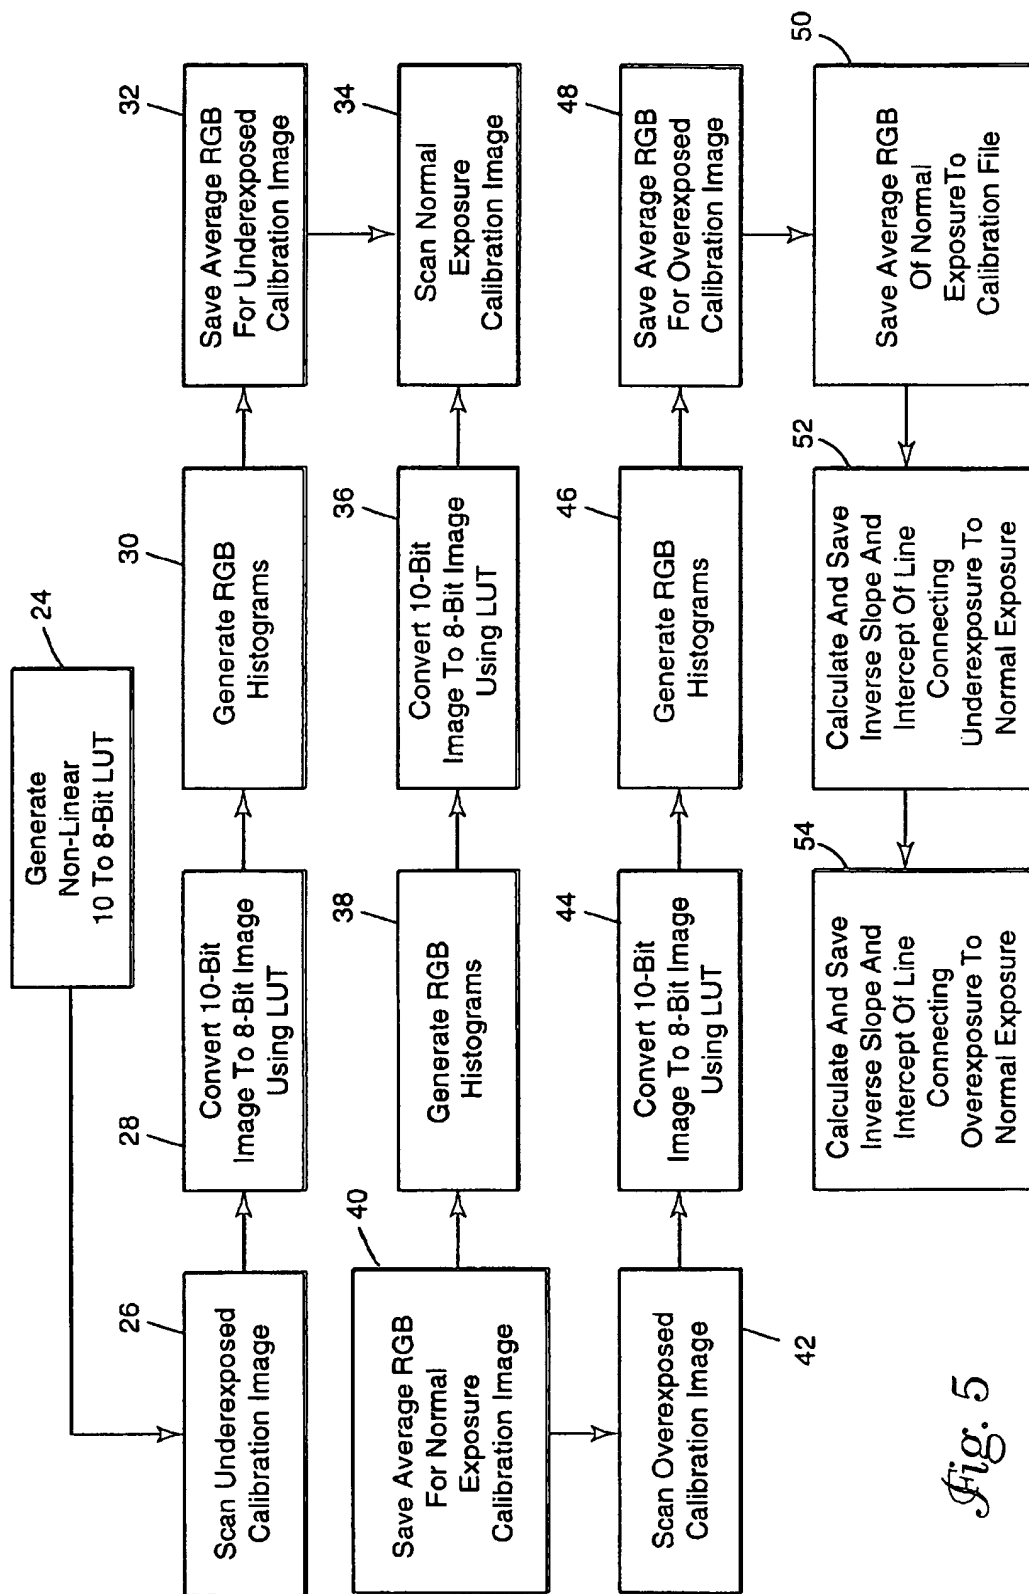 24
Generate
Non-Linear
10 To 8-Bit LUT
26
Scan Underexposed
Calibration Image
28
Convert 10-Bit
Image To 8-Bit Image
Using LUT
30
Generate RGB
Histograms
32
Save Average RGB
For Underexposed
Calibration Image
34
Scan Normal
Exposure
Calibration Image
36
Convert 10-Bit
Image To 8-Bit Image
Using LUT
38
Generate RGB
Histograms
40
Save Average RGB
For Normal
Exposure
Calibration Image
42
Scan Overexposed
Calibration Image
44
Convert 10-Bit
Image To 8-Bit Image
Using LUT
46
Generate RGB
Histograms
48
Save Average RGB
For Overexposed
Calibration Image
50
Save Average RGB
Of Normal
ExposureTo
Calibration File
52
Calculate And Save
Inverse Slope And
Intercept Of Line
Connecting
Underexposure To
Normal Exposure
54
Calculate And Save
Inverse Slope And
Intercept Of Line
Connecting
Overexposure To
Normal Exposure
Fig. 5